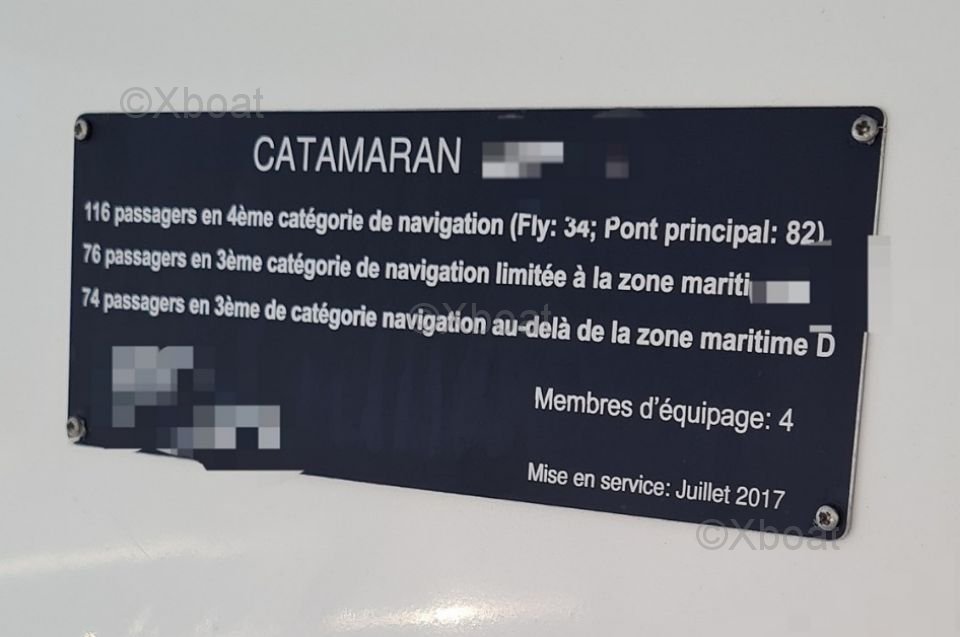 ©Xboat
CATAMARAN
116 passagers en 4ème catégorie de navigation (Fly: 34; Pont principal: 82)
76 passagers en 3ème catégorie de navigation limitée à la zone
74 passagers en 3ème de catégorie navigation au-delà de la zone maritime D
©Xboat
Membres d'équipage: 4
Mise en service: Juillet 2017
©Xboat